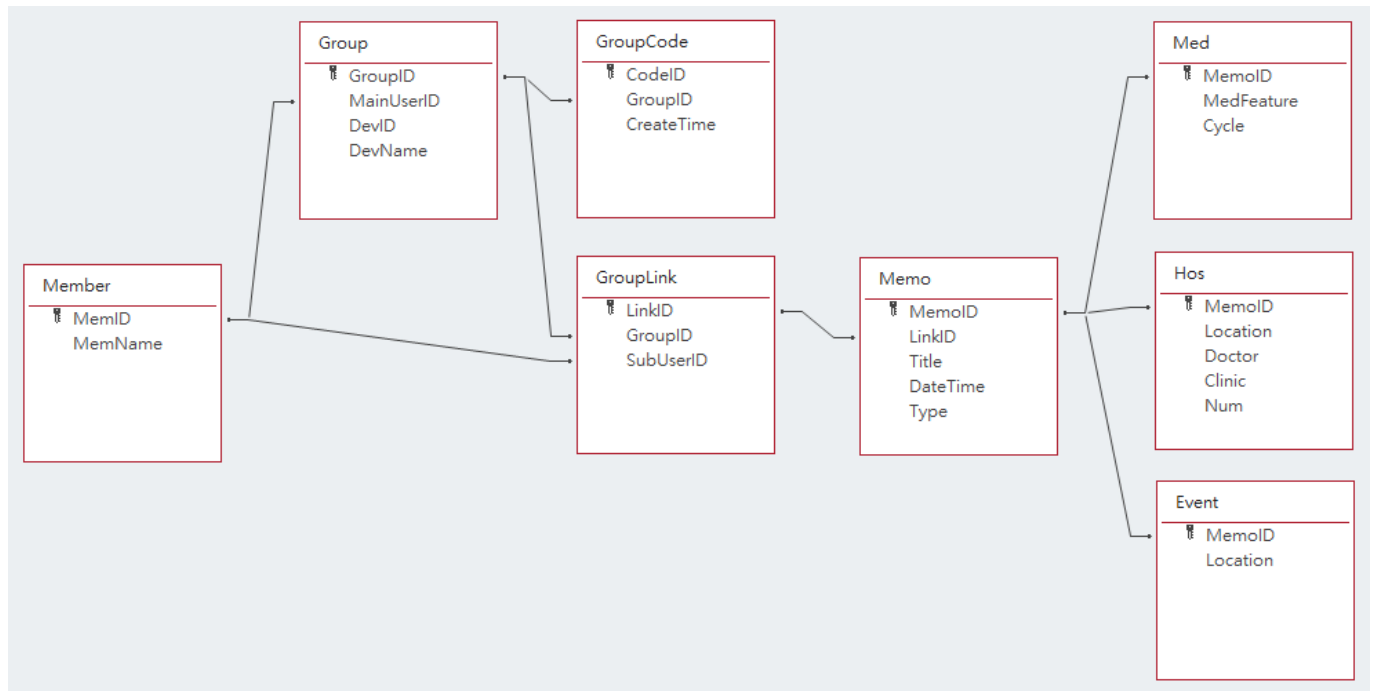 Group
GroupID
MainUserID
DevID
DevName
GroupCode
CodeID
GroupID
CreateTime
Med
MemoID
MedFeature
Cycle
Member
MemID
MemName
GroupLink
LinkID
GroupID
SubUserID
Memo
MemoID
LinkID
Title
DateTime
Type
Hos
MemoID
Location
Doctor
Clinic
Num
Event
MemoID
Location